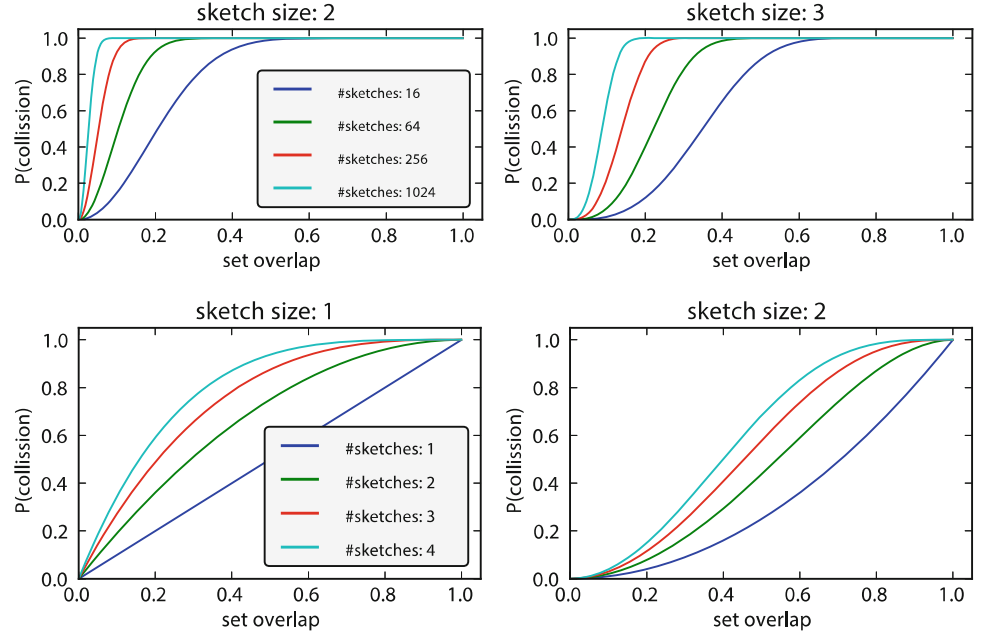 sketch size: 2
P(collission)
1.0
0.8
0.6
0.4
0.2
0.0
#sketches: 16
#sketches: 64
#sketches: 256
#sketches: 1024
0.0 0.2 0.4 0.6 0.8 1.0
set overlap
sketch size: 3
P(collission)
1.0
0.8
0.6
0.4
0.2
0.0
0.0 0.2 0.4 0.6 0.8 1.0
set overlap
sketch size: 1
P(collission)
1.0
0.8
0.6
0.4
0.2
0.0
#sketches: 1
#sketches: 2
#sketches: 3
#sketches: 4
0.0 0.2 0.4 0.6 0.8 1.0
set overlap
sketch size: 2
P(collission)
1.0
0.8
0.6
0.4
0.2
0.0
0.0 0.2 0.4 0.6 0.8 1.0
set overlap